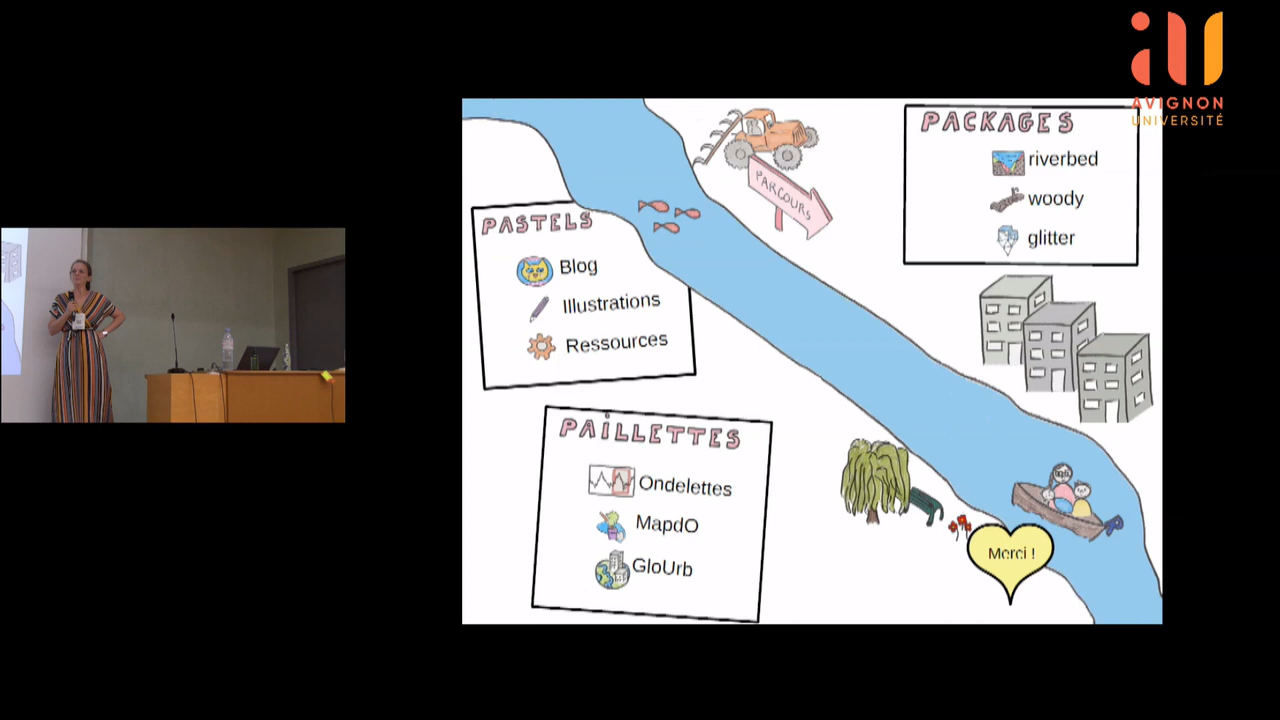 AVIGNON
UNIVERSITÉ
PACKAGES
riverbed
woody
glitter
PARCOURS
PASTELS
Blog
Illustrations
Ressources
PAILLETTES
Ondelettes
MapdO
GloUrb
Merci !